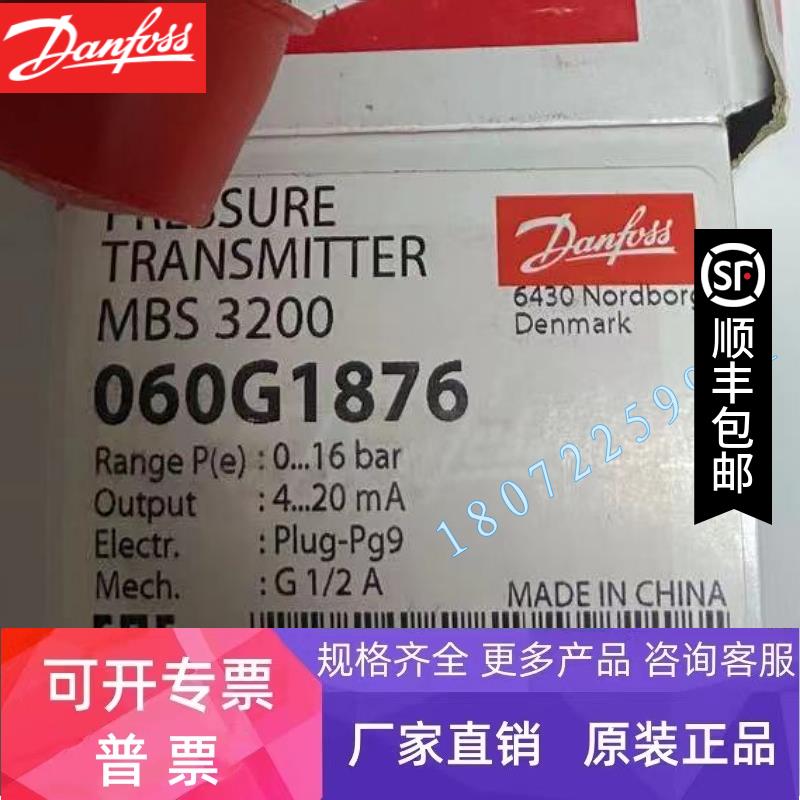 Danfoss
PRESSURE
TRANSMITTER
MBS 3200
060G1876
Range P(e) : 0...16 bar
Output : 4...20 mA
Electr. : Plug-Pg9
Mech. : G 1/2 A
Danfoss
6430 Nordborg
Denmark
MADE IN CHINA
SF
顺丰包邮
可开专票
普票
规格齐全 更多产品 咨询客服
厂家直销 原装正品